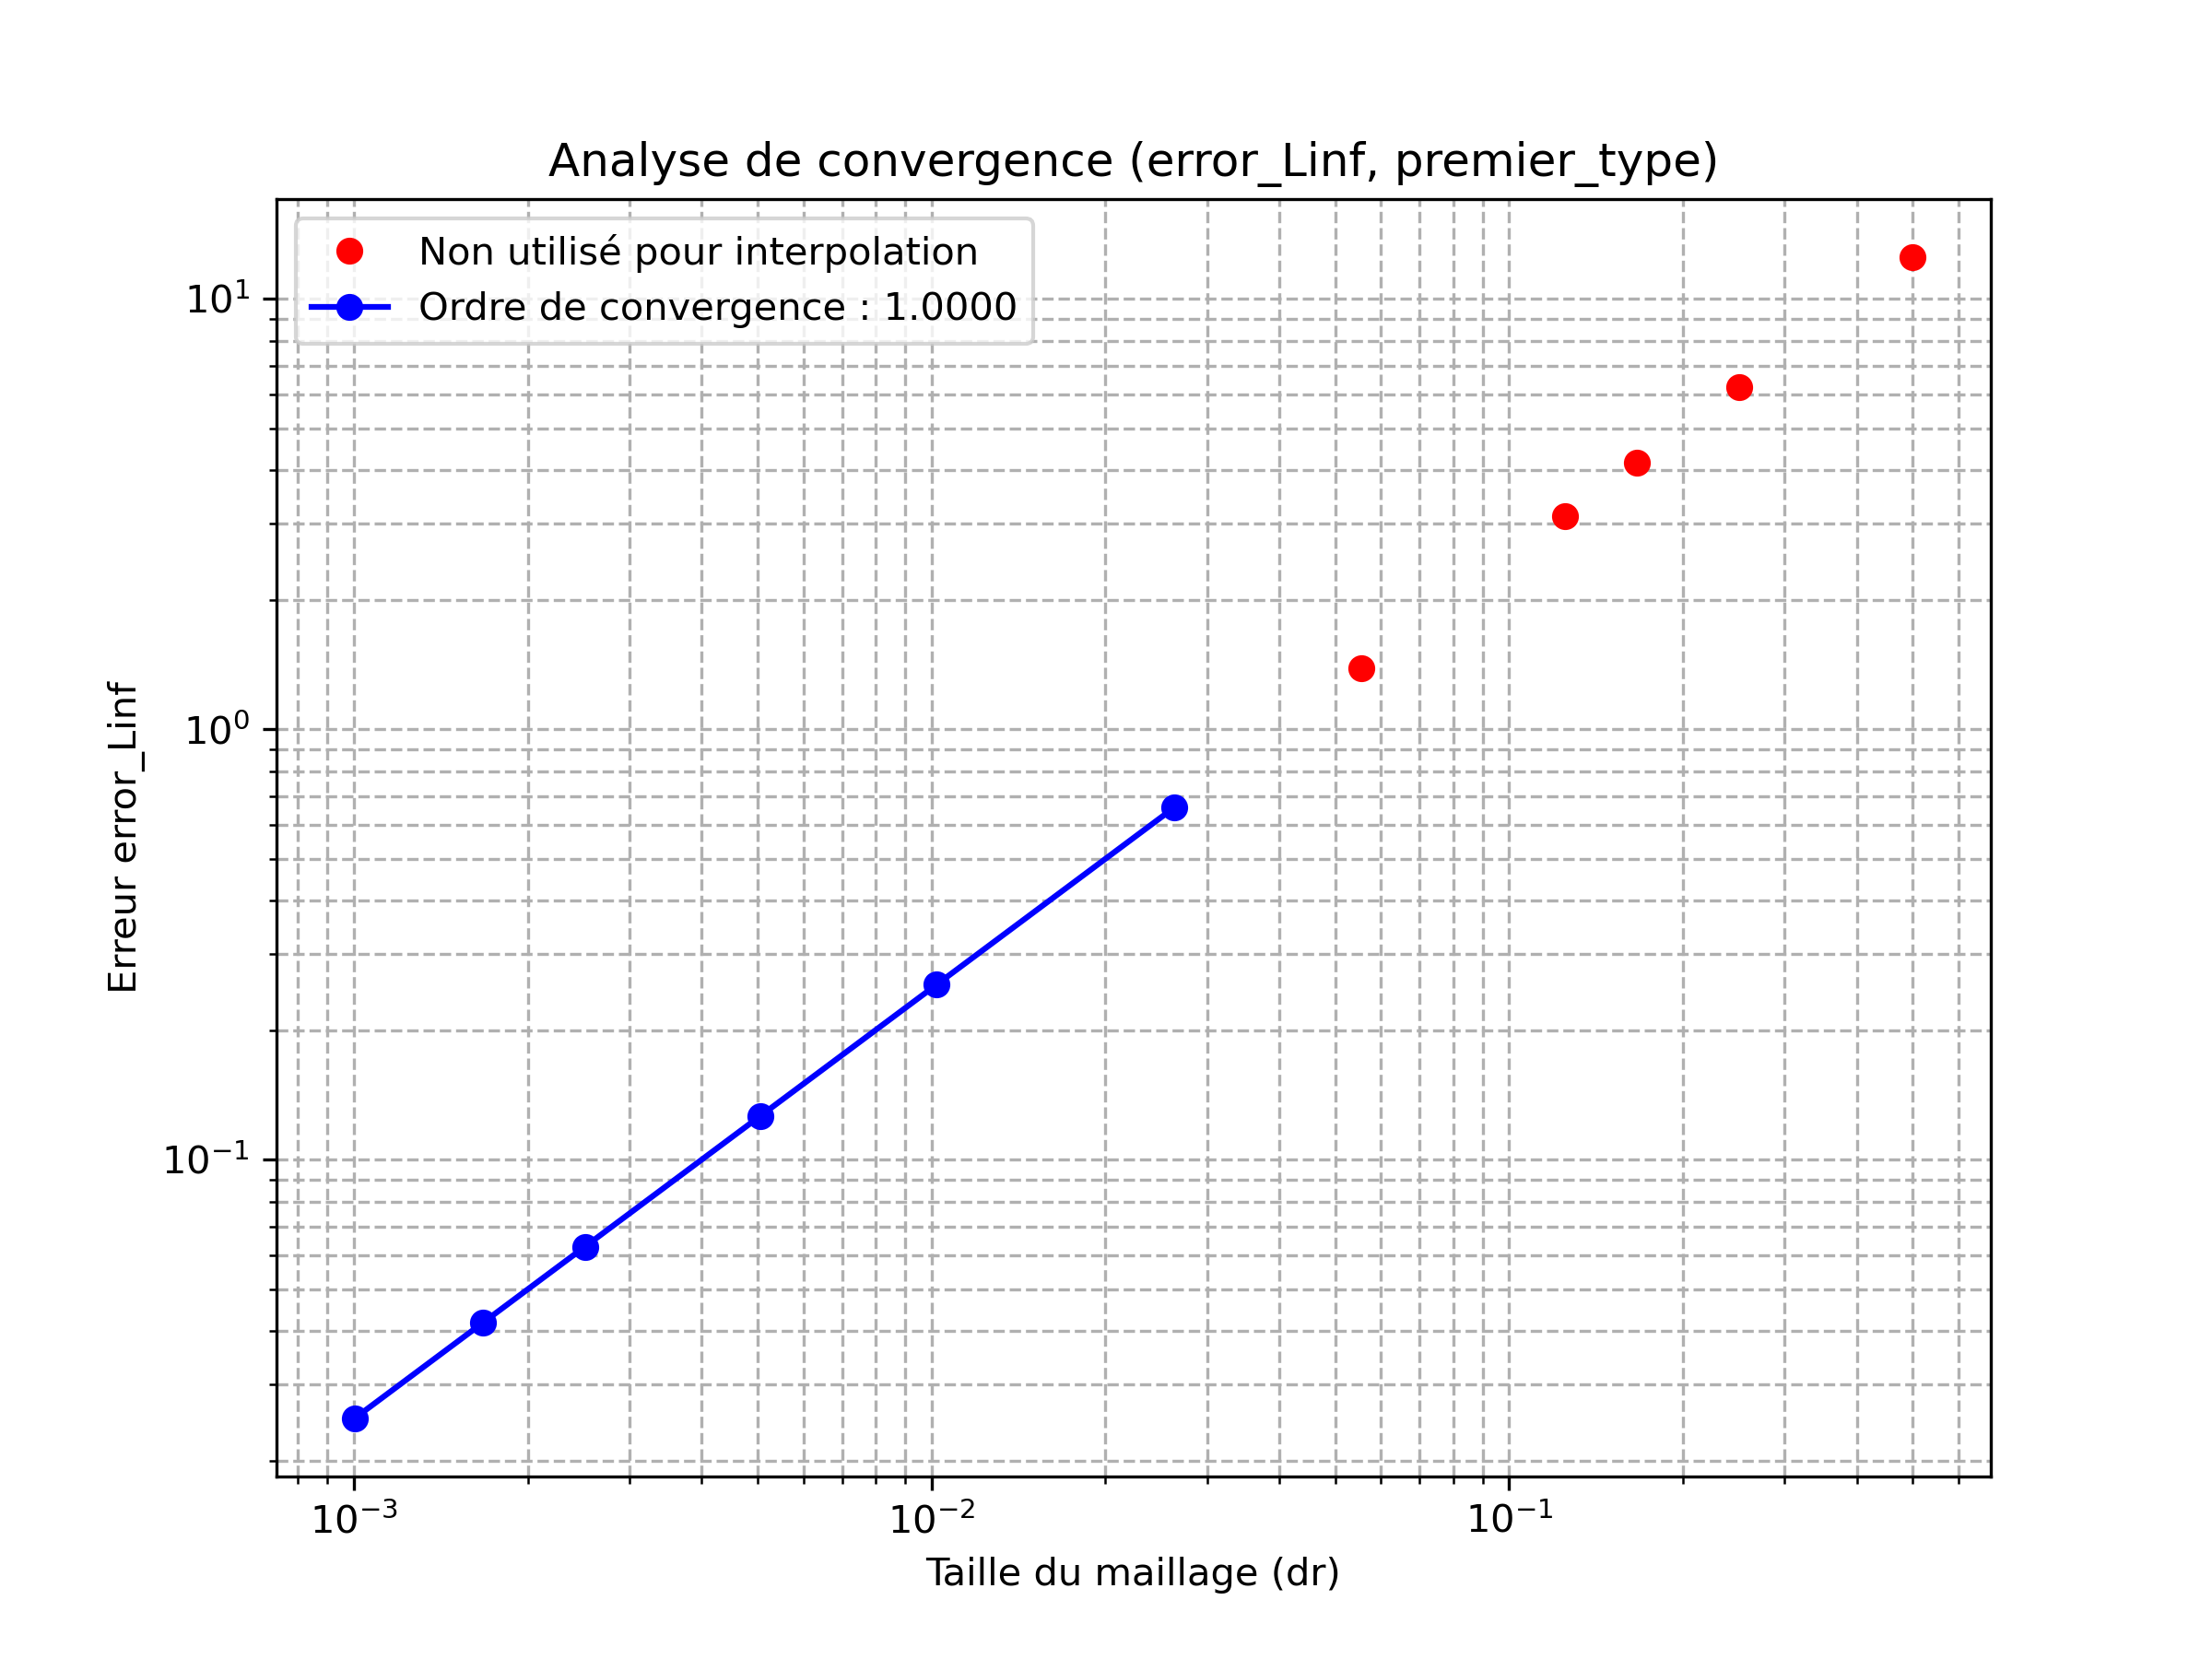 Analyse de convergence (error_Linf, premier_type)
Non utilisé pour interpolation
Ordre de convergence : 1.0000
10¹
10⁰
10⁻¹
Erreur error_Linf
10⁻³ 10⁻² 10⁻¹
Taille du maillage (dr)